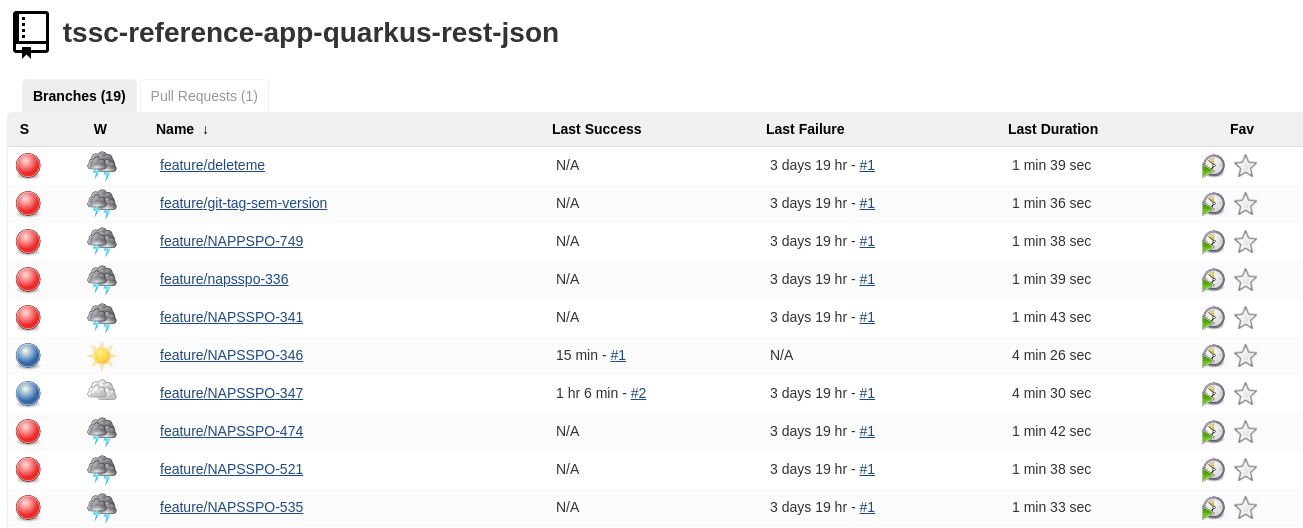 tssc-reference-app-quarkus-rest-json
Branches (19) Pull Requests (1)
S W Name ↓ Last Success Last Failure Last Duration Fav
feature/deleteme N/A 3 days 19 hr - #1 1 min 39 sec
feature/git-tag-sem-version N/A 3 days 19 hr - #1 1 min 36 sec
feature/NAPPSPO-749 N/A 3 days 19 hr - #1 1 min 38 sec
feature/napsspo-336 N/A 3 days 19 hr - #1 1 min 39 sec
feature/NAPSSPO-341 N/A 3 days 19 hr - #1 1 min 43 sec
feature/NAPSSPO-346 15 min - #1 N/A 4 min 26 sec
feature/NAPSSPO-347 1 hr 6 min - #2 3 days 19 hr - #1 4 min 30 sec
feature/NAPSSPO-474 N/A 3 days 19 hr - #1 1 min 42 sec
feature/NAPSSPO-521 N/A 3 days 19 hr - #1 1 min 38 sec
feature/NAPSSPO-535 N/A 3 days 19 hr - #1 1 min 33 sec